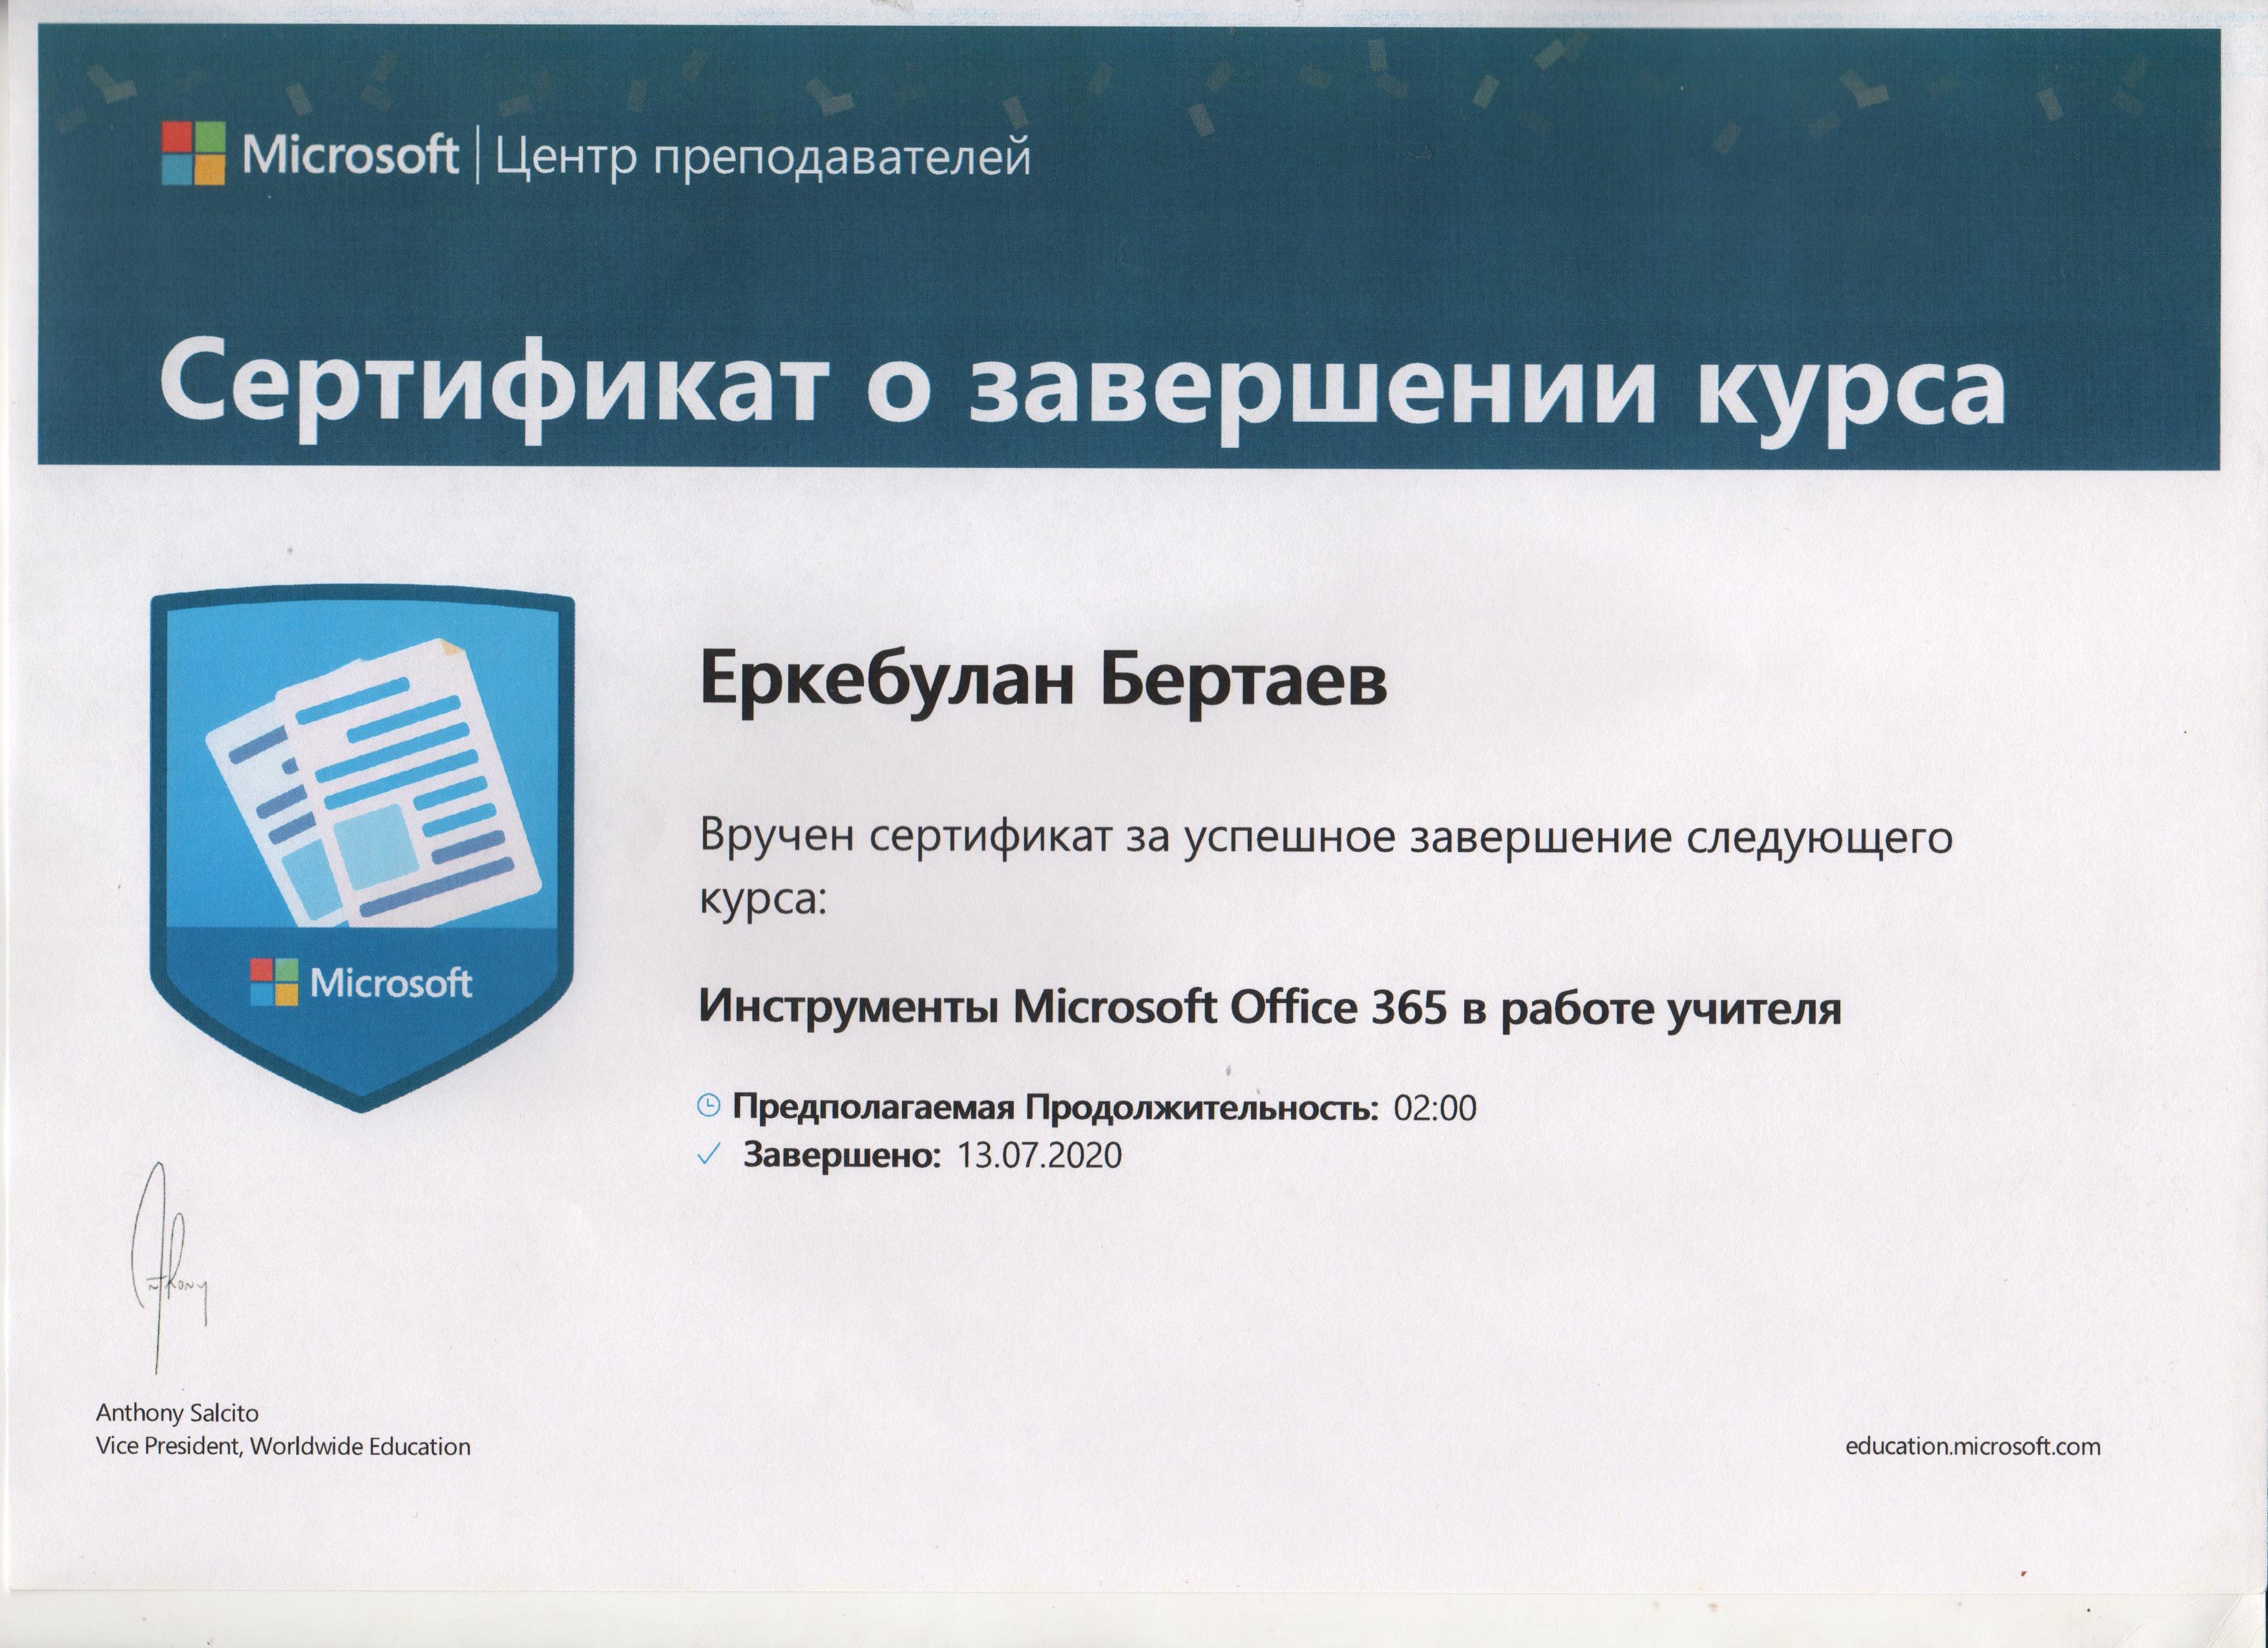 Microsoft | Центр преподавателей
Сертификат о завершении курса
Еркебулан Бертаев
Вручен сертификат за успешное завершение следующего
курса:
Microsoft
Инструменты Microsoft Office 365 в работе учителя
Предполагаемая Продолжительность: 02:00
Завершено: 13.07.2020
Anthony
Anthony Salcito
Vice President, Worldwide Education
education.microsoft.com